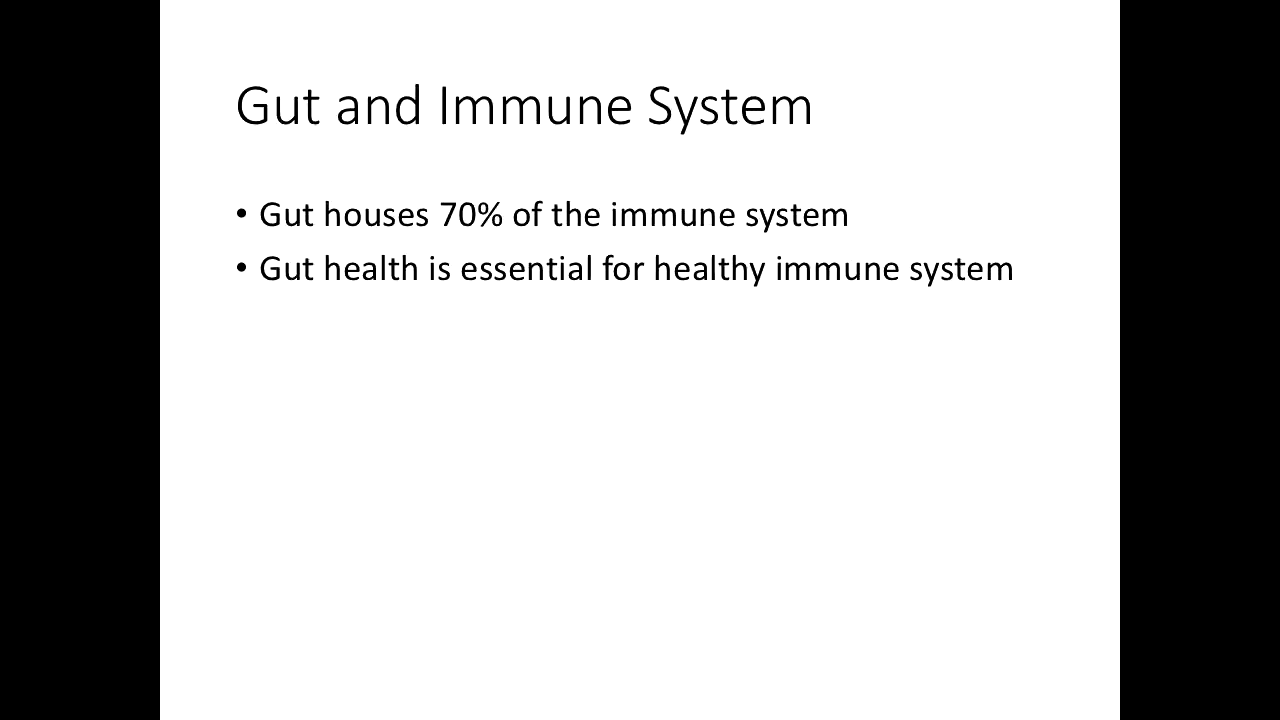 Gut and Immune System
• Gut houses 70% of the immune system
• Gut health is essential for healthy immune system